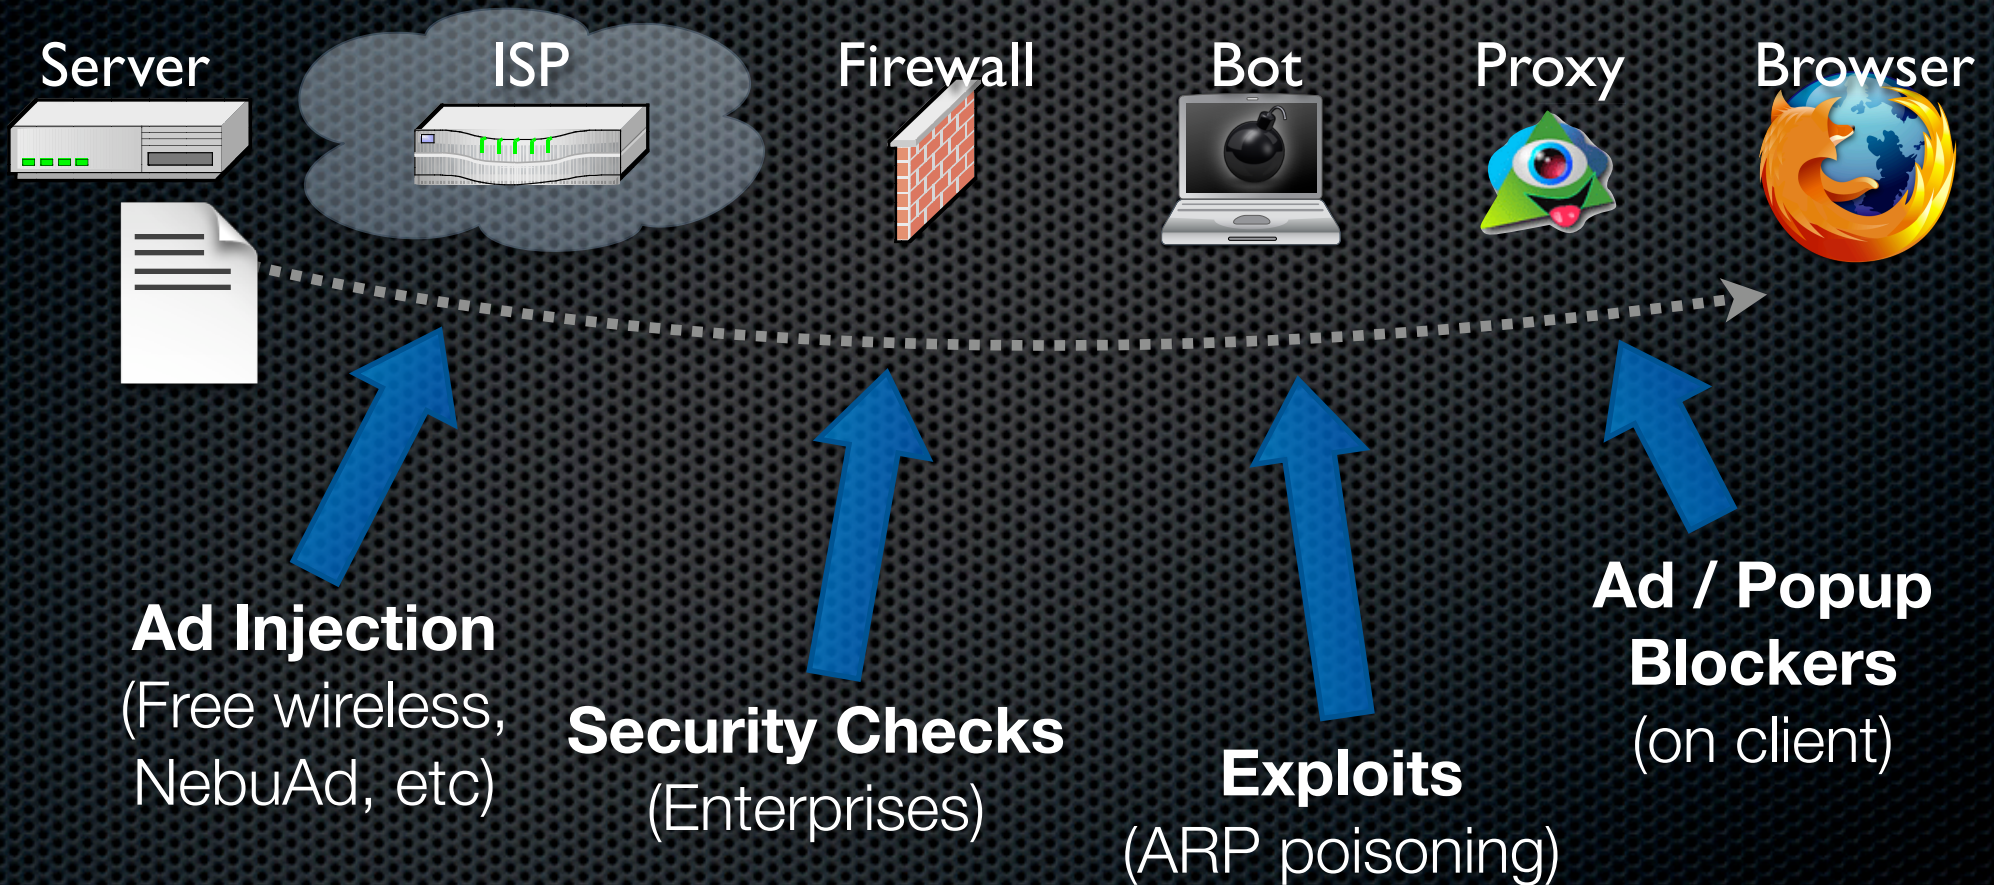 Server
ISP
Firewall
Bot
Proxy
Browser
Ad Injection
(Free wireless,
NebuAd, etc)
Security Checks
(Enterprises)
Exploits
(ARP poisoning)
Ad / Popup
Blockers
(on client)